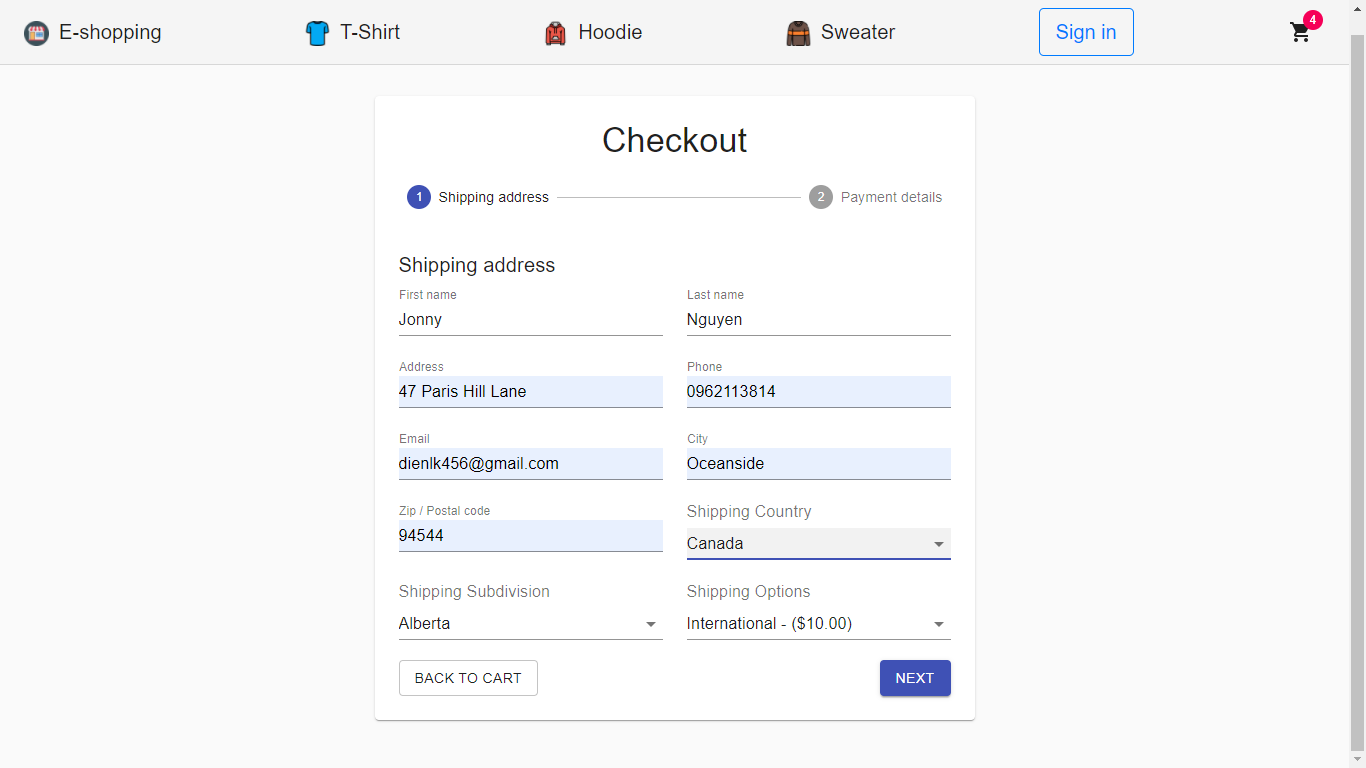 E-shopping T-Shirt Hoodie Sweater Sign in 4
Checkout
1 Shipping address 2 Payment details
Shipping address
First name Last name
Jonny Nguyen
Address Phone
47 Paris Hill Lane 0962113814
Email City
dienlk456@gmail.com Oceanside
Zip / Postal code Shipping Country
94544 Canada
Shipping Subdivision Shipping Options
Alberta International - ($10.00)
BACK TO CART NEXT